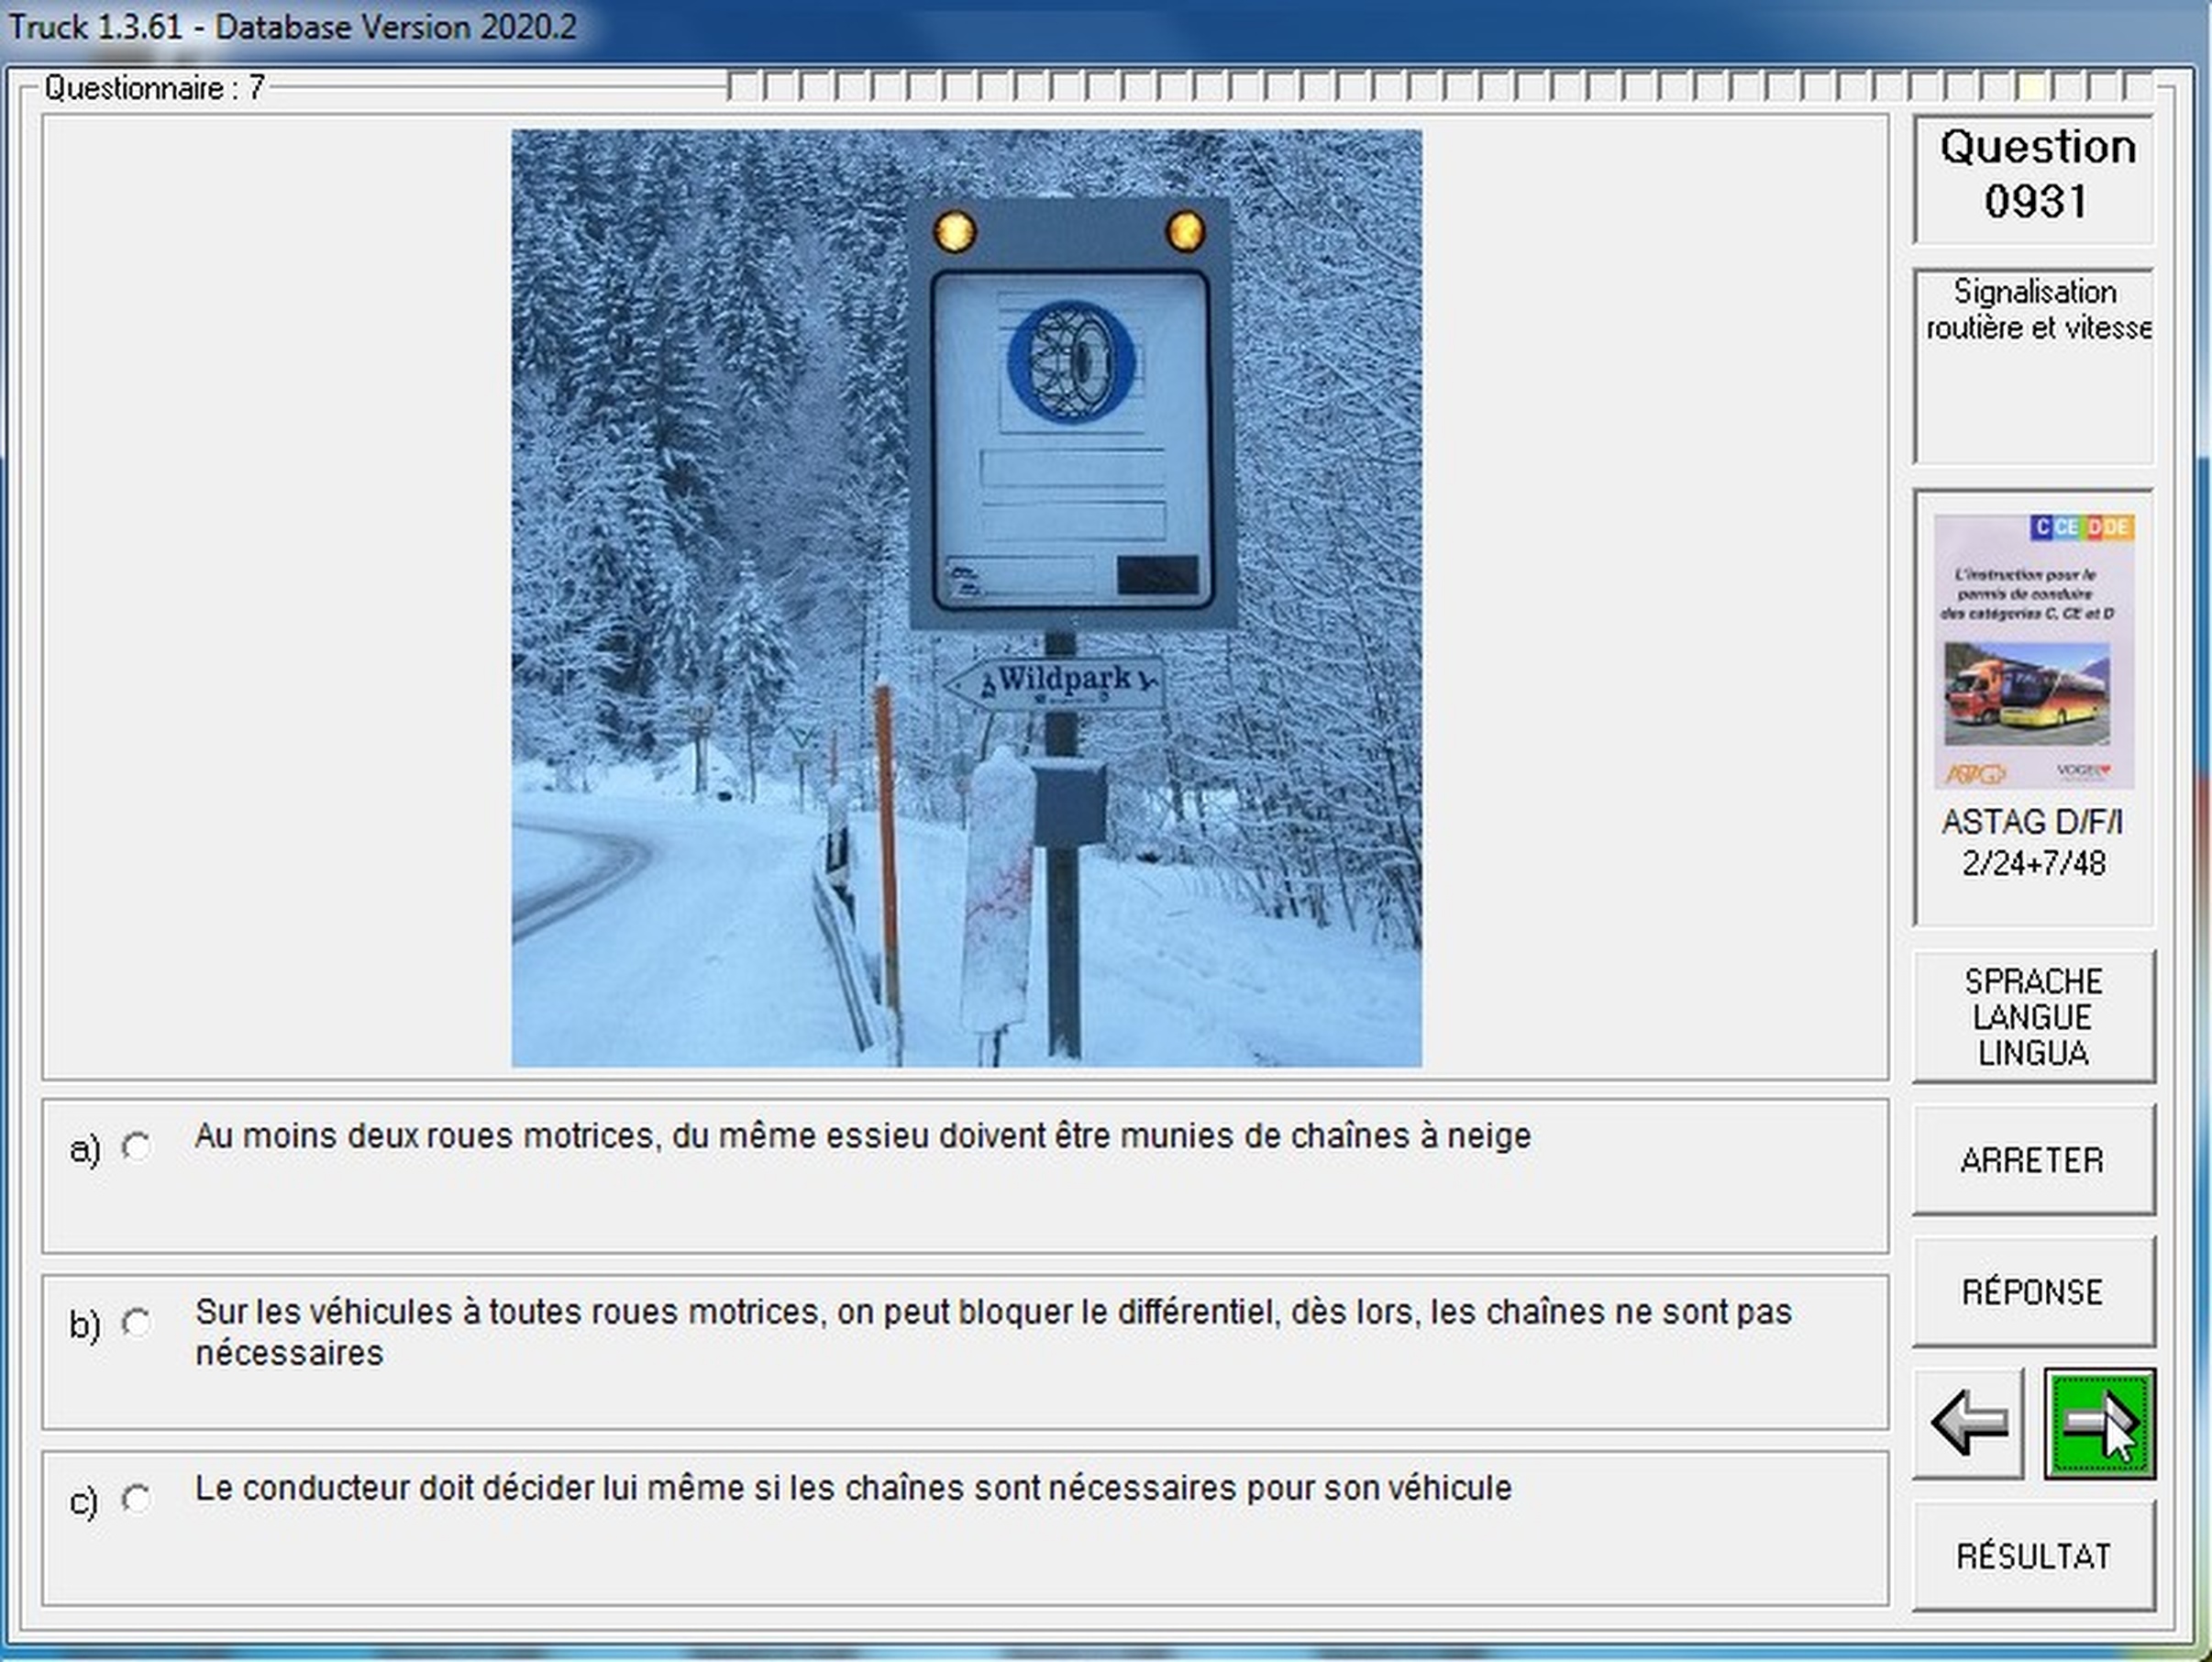 Truck 1.3.61 - Database Version 2020.2
Questionnaire : 7
Question
0931
Signalisation
routière et vitesse
Wildpark
C CE D DE
L'instruction pour le
permis de conduire
des catégories C, CE et D
ASTAG
VOGEL
ASTAG D/F/I
2/24+7/48
SPRACHE
LANGUE
LINGUA
ARRETER
RÉPONSE
RÉSULTAT
a) Au moins deux roues motrices, du même essieu doivent être munies de chaînes à neige
b) Sur les véhicules à toutes roues motrices, on peut bloquer le différentiel, dès lors, les chaînes ne sont pas
nécessaires
c) Le conducteur doit décider lui même si les chaînes sont nécessaires pour son véhicule